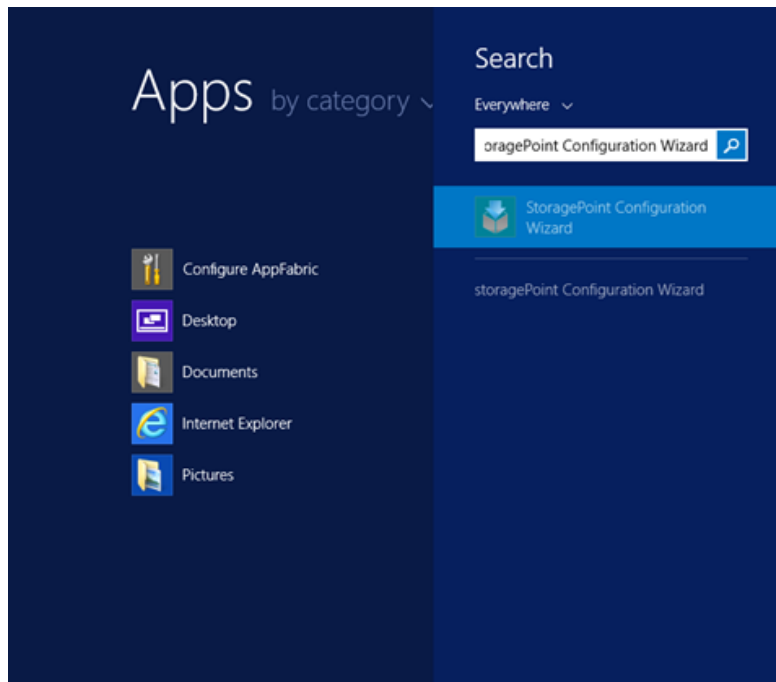 Apps by category
Configure AppFabric
Desktop
Documents
Internet Explorer
Pictures
Search
Everywhere
oragePoint Configuration Wizard
StoragePoint Configuration
Wizard
storagePoint Configuration Wizard